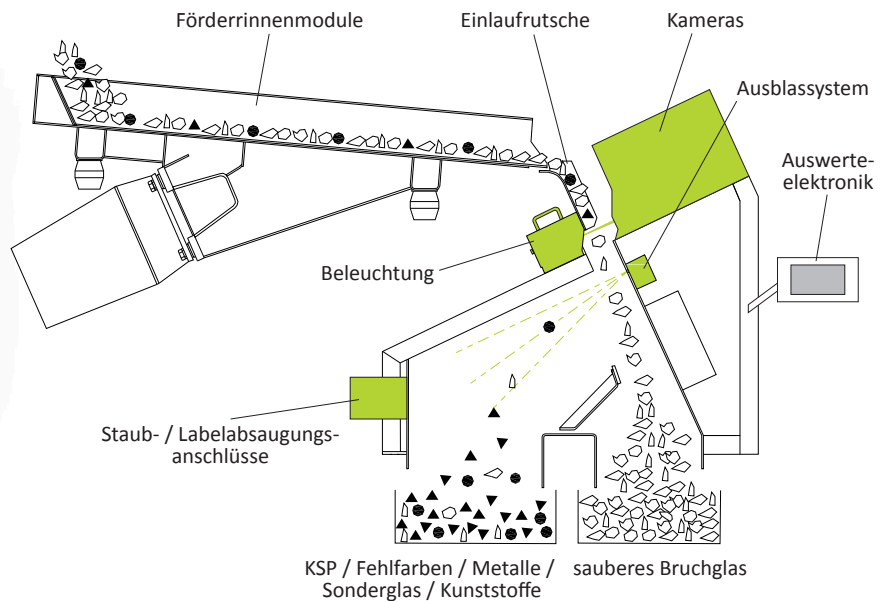 Förderrinnenmodule
Einlaufrutsche
Kameras
Ausblassystem
Auswerte-
elektronik
Beleuchtung
Staub- / Labelabsaugungs-
anschlüsse
KSP / Fehlfarben / Metalle /
Sonderglas / Kunststoffe
sauberes Bruchglas